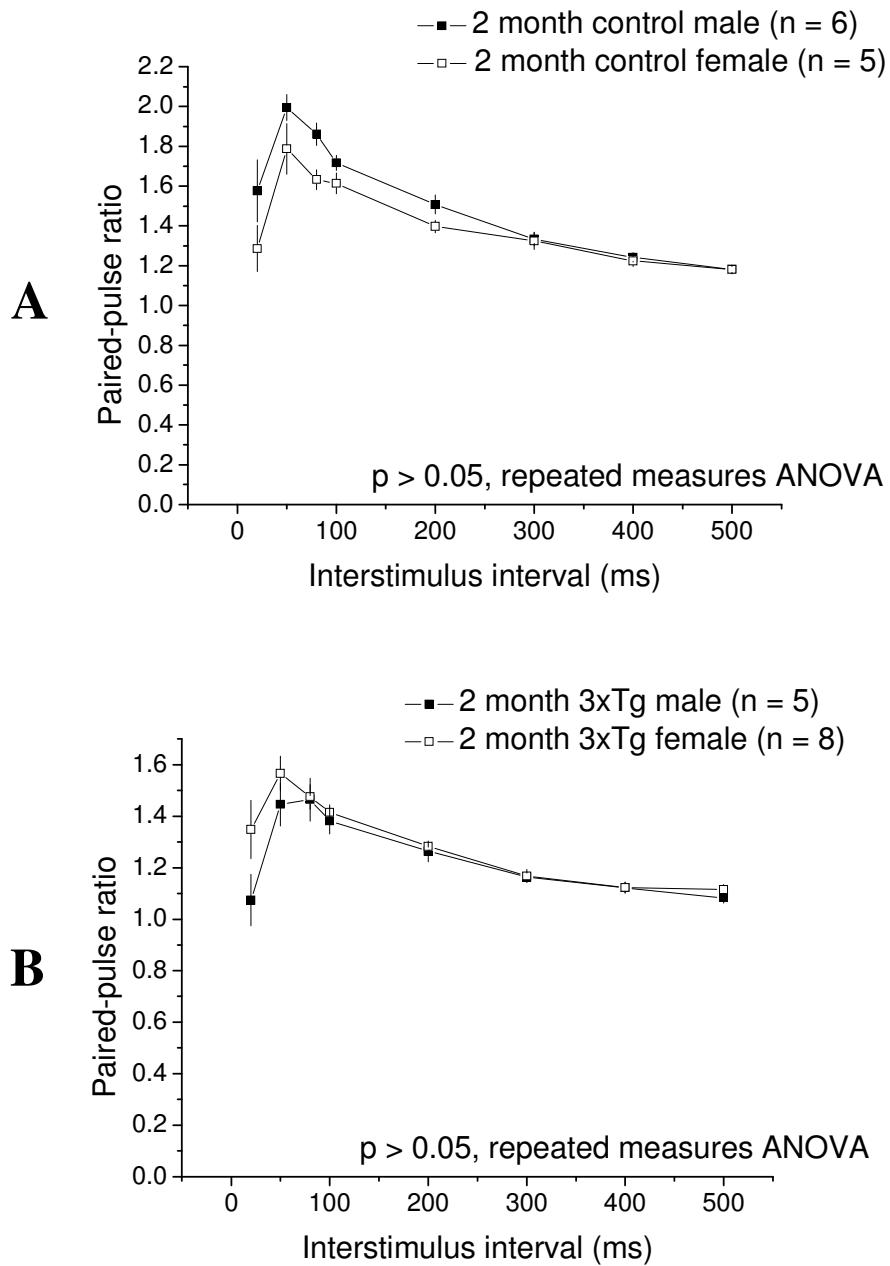 2 month control male (n = 6)
2 month control female (n = 5)
2.2
2.0
1.8
1.6
1.4
1.2
1.0
0.8
0.6
0.4
0.2
0.0
Paired-pulse ratio
A
p > 0.05, repeated measures ANOVA
0 100 200 300 400 500
Interstimulus interval (ms)
2 month 3xTg male (n = 5)
2 month 3xTg female (n = 8)
1.6
1.4
1.2
1.0
0.8
0.6
0.4
0.2
0.0
Paired-pulse ratio
B
p > 0.05, repeated measures ANOVA
0 100 200 300 400 500
Interstimulus interval (ms)